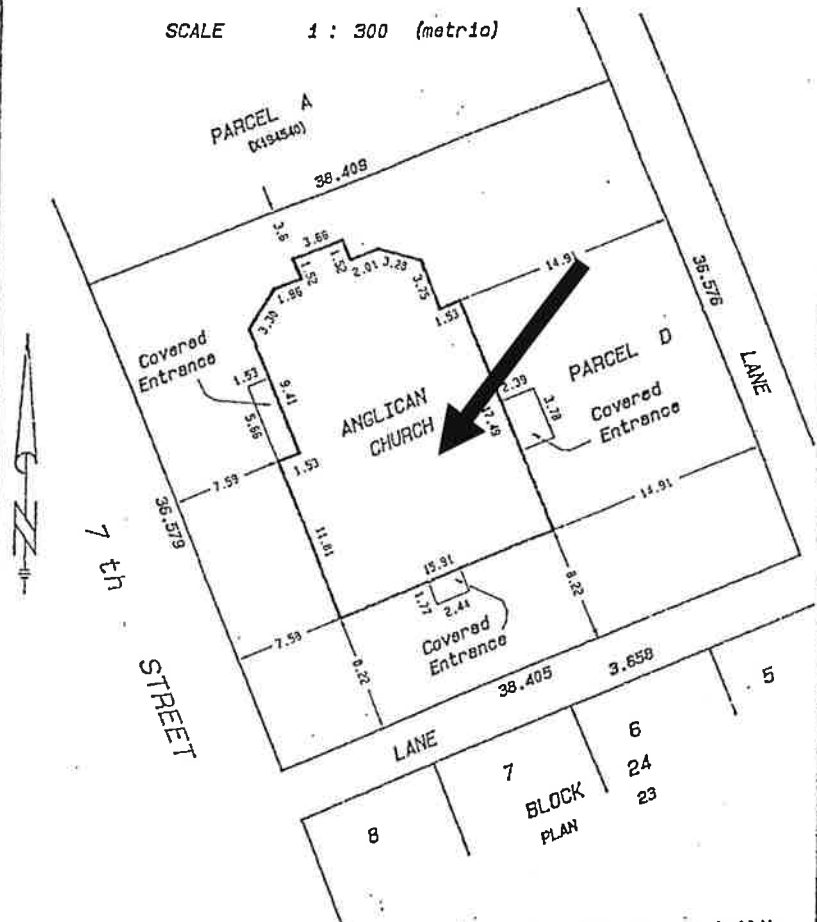 SCALE 1 : 300 (metric)
PARCEL A
(X194540)
38.409
3.6
3.66
1.52
1.52
1.86
2.01
3.28
3.30
3.75
1.53
14.91
36.576
LANE
Covered
Entrance
1.53
9.41
5.66
1.53
ANGLICAN
CHURCH
2.39
3.78
17.49
PARCEL D
Covered
Entrance
7.59
36.579
N
7 th STREET
11.81
14.91
15.91
1.77
2.44
Covered
Entrance
7.59
8.22
8.22
38.405
3.658
LANE
5
6
7
8
BLOCK 24
PLAN 23